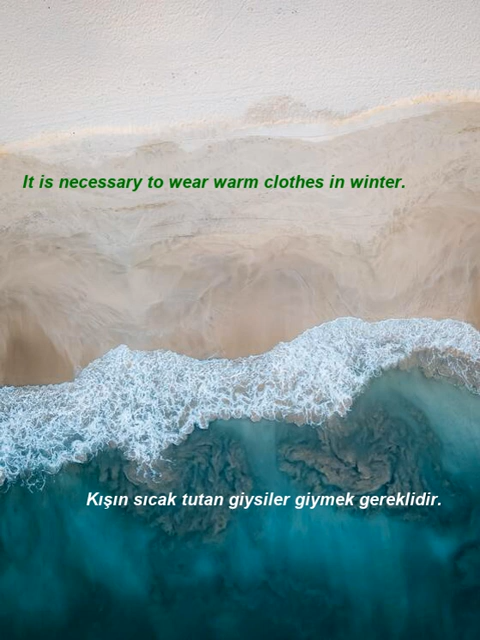 It is necessary to wear warm clothes in winter.
Kışın sıcak tutan giysiler giymek gereklidir.